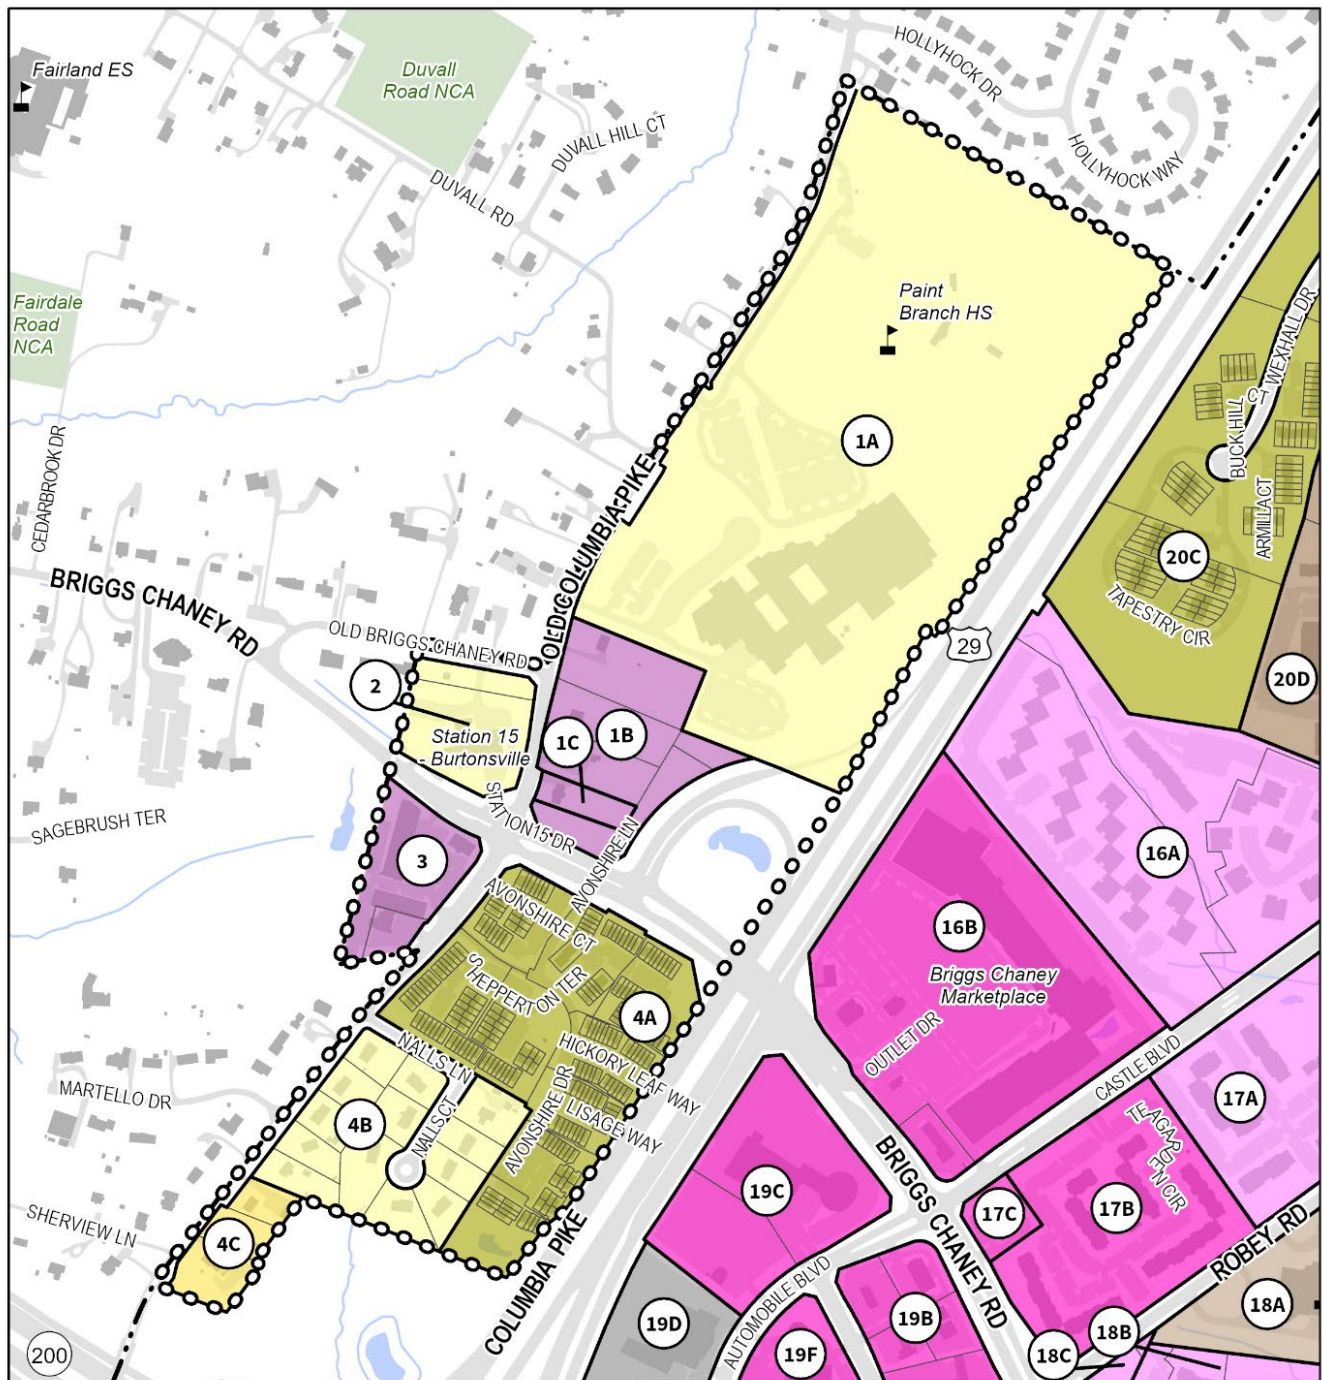 Fairland ES
Duvall
Road NCA
HOLLYHOCK DR
HOLLYHOCK WAY
DUVALL HILL CT
DUVALL RD
Fairdale
Road
NCA
Paint
Branch HS
1A
WEXHALL DR
BUCK HILL
CT
ARMILLA CT
20C
TAPESTRY CIR
20D
CEDARBROOK DR
BRIGGS CHANEY RD
OLD COLUMBIA PIKE
OLD BRIGGS CHANEY RD
29
2
Station 15
- Burtonsville
1C
1B
STATION 15 DR
AVONSHIRE LN
SAGEBRUSH TER
3
16A
AVONSHIRE CT
SHEPPERTON TER
16B
Briggs Chaney
Marketplace
4A
HICKORY LEAF WAY
LISAGE WAY
OUTLET DR
CASTLE BLVD
NALLS LN
MARTELLO DR
4B
NALLS CT
AVONSHIRE DR
17A
TEAGARDEN CIR
BRIGGS CHANEY RD
19C
17C
17B
SHERVIEW LN
4C
COLUMBIA PIKE
ROBEY RD
AUTOMOBILE BLVD
19D
19B
18A
18B
18C
19F
200